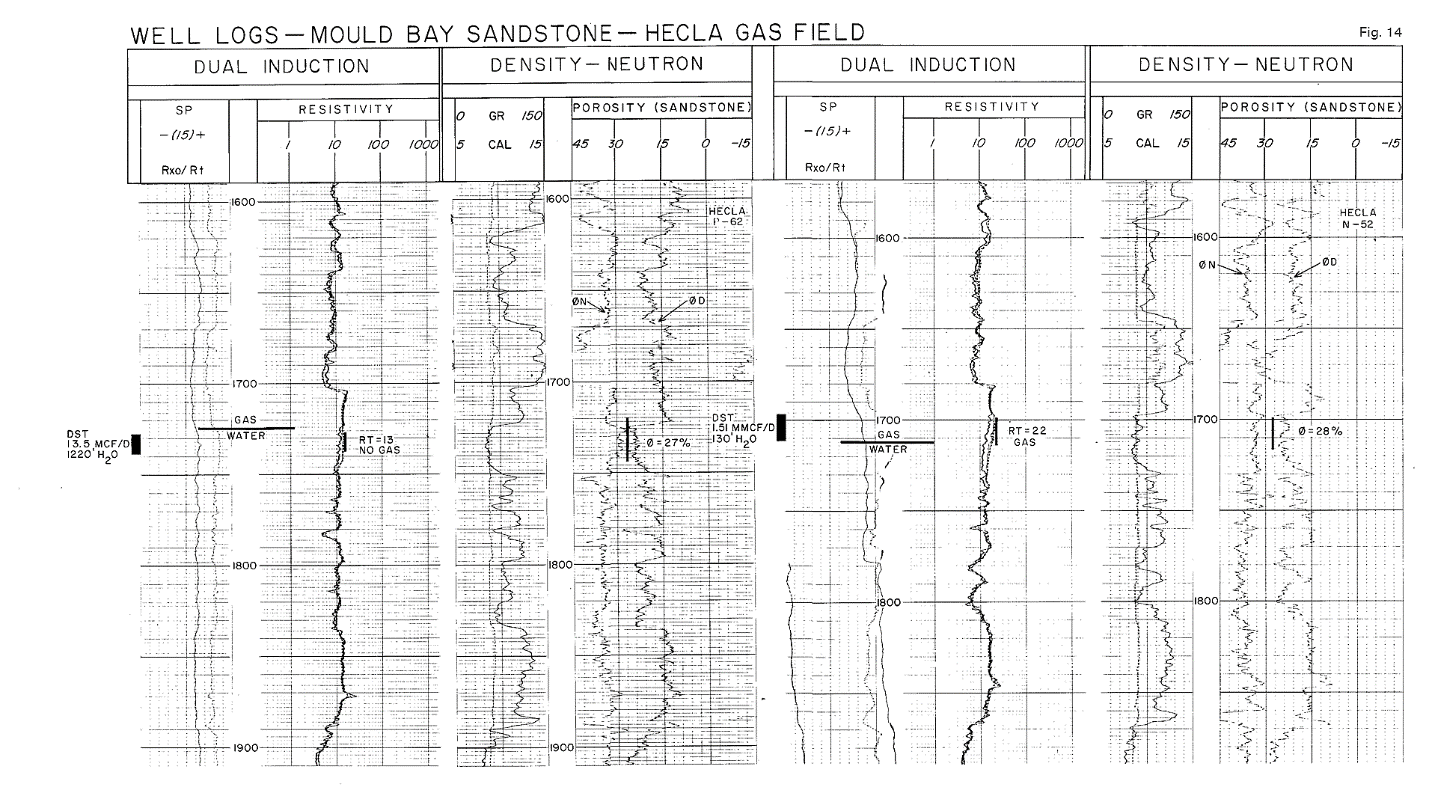 WELL LOGS—MOULD BAY SANDSTONE—HECLA GAS FIELD
Fig. 14
DUAL INDUCTION
DENSITY—NEUTRON
DUAL INDUCTION
DENSITY—NEUTRON
SP
-(15)+
Rxo/Rt
RESISTIVITY
1 10 100 1000
0 GR 150
5 CAL 15
POROSITY (SANDSTONE)
45 30 15 0 -15
SP
-(15)+
Rxo/Rt
RESISTIVITY
1 10 100 1000
0 GR 150
5 CAL 15
POROSITY (SANDSTONE)
45 30 15 0 -15
1600
1700
GAS
WATER
DST
13.5 MCF/D
1220' H2O
RT=13
NO GAS
1800
1900
1600
HECLA
P-62
ØN
ØD
1700
Ø=27%
1800
1900
1600
1700
GAS
WATER
DST
1.51 MMCF/D
130' H2O
RT=22
GAS
1800
HECLA
N-52
1600
ØN
ØD
1700
Ø=28%
1800